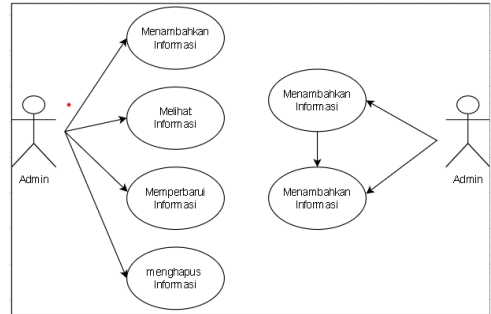 Menambahkan
Informasi
Melihat
Informasi
Memperbarui
Informasi
menghapus
Informasi
Admin
Menambahkan
Informasi
Menambahkan
Informasi
Admin